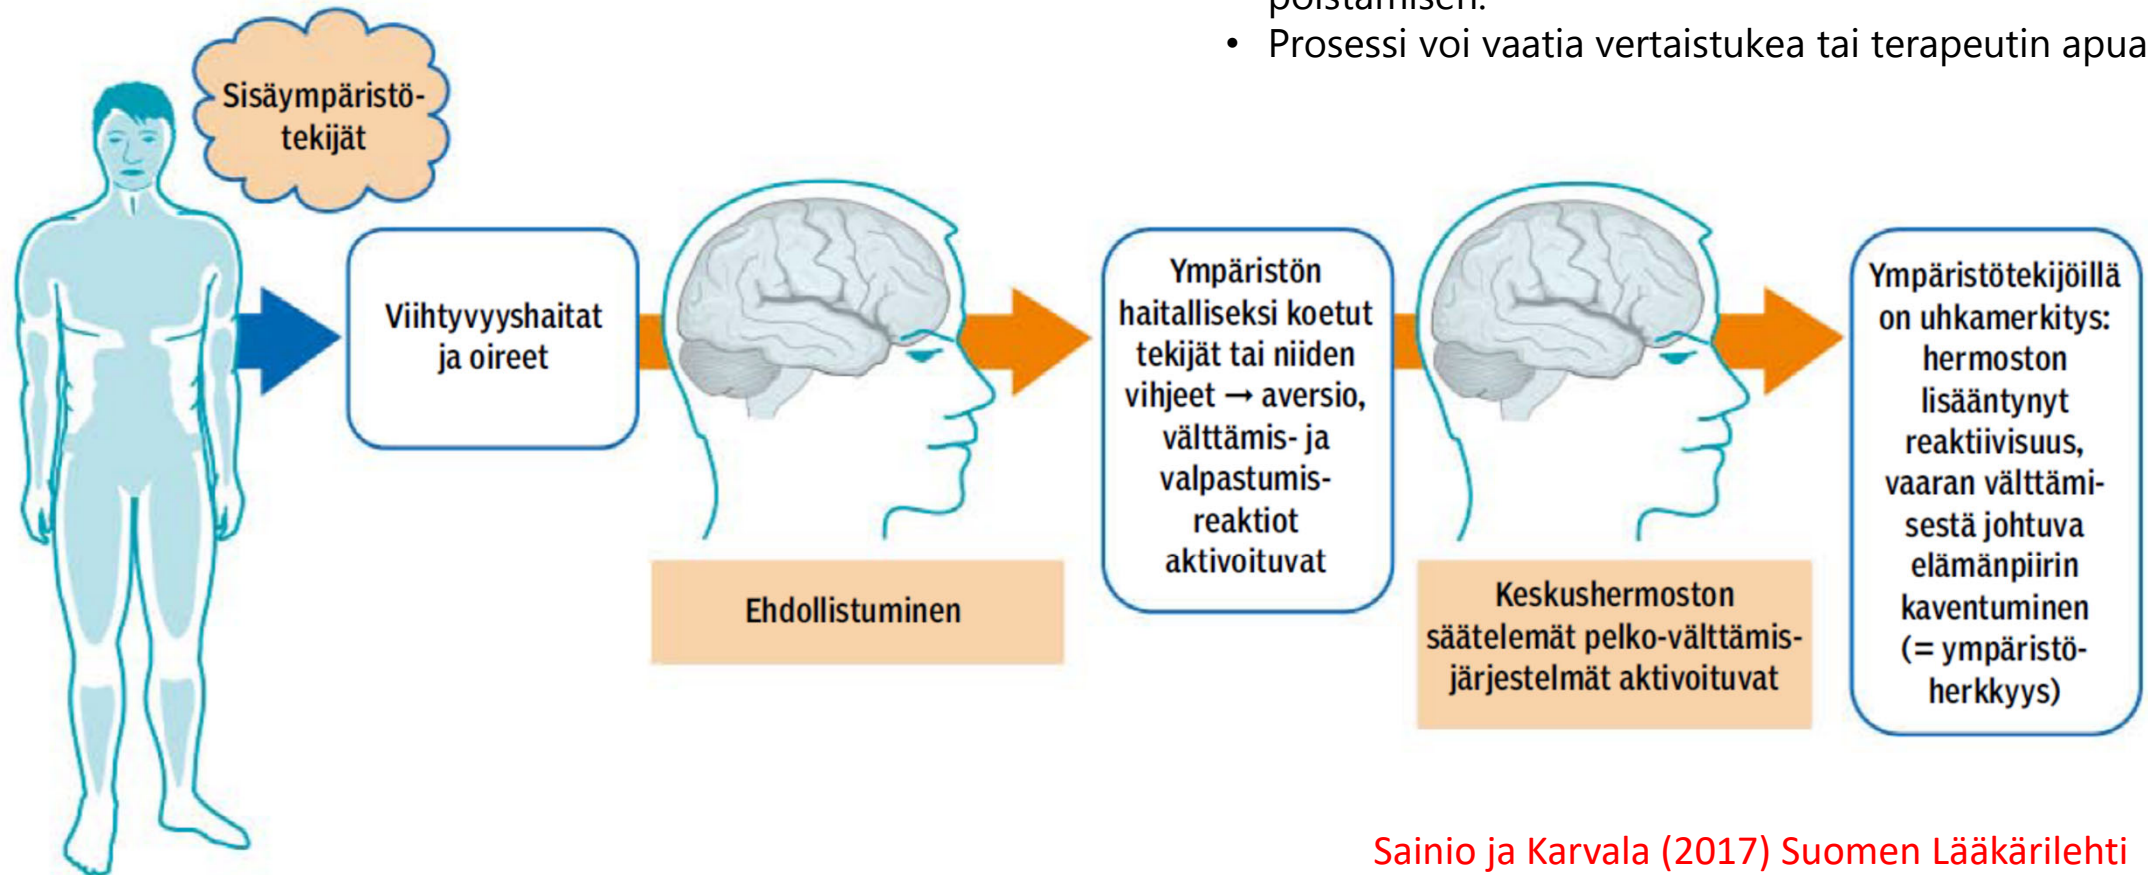 poistamisen.
• Prosessi voi vaatia vertaistukea tai terapeutin apua
Sisäympäristö-
tekijät
Viihtyvyyshaitat
ja oireet
Ehdollistuminen
Ympäristön
haitalliseksi koetut
tekijät tai niiden
vihjeet → aversio,
välttämis- ja
valpastumis-
reaktiot
aktivoituvat
Keskushermoston
säätelemät pelko-välttämis-
järjestelmät aktivoituvat
Ympäristötekijöillä
on uhkamerkitys:
hermoston
lisääntynyt
reaktiivisuus,
vaaran välttämi-
sestä johtuva
elämänpiirin
kaventuminen
(= ympäristö-
herkkyys)
Sainio ja Karvala (2017) Suomen Lääkärilehti